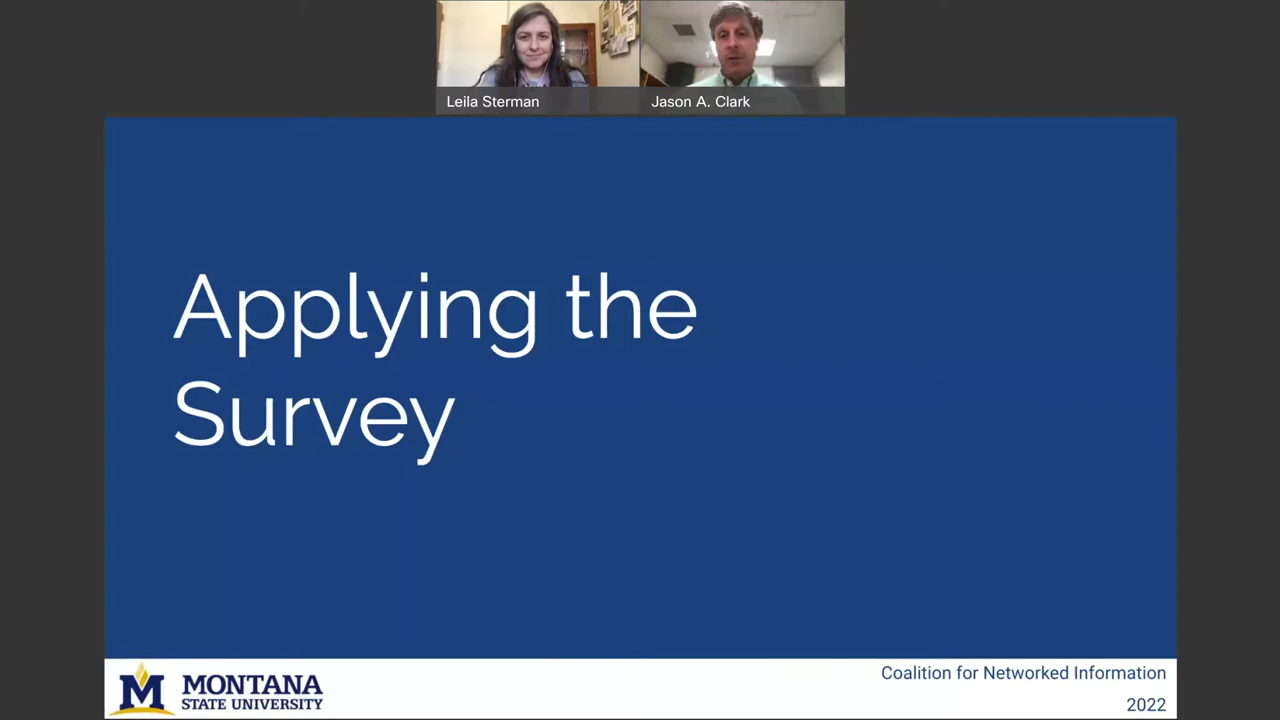 Leila Sterman
Jason A. Clark
Applying the
Survey
M MONTANA
STATE UNIVERSITY
Coalition for Networked Information
2022